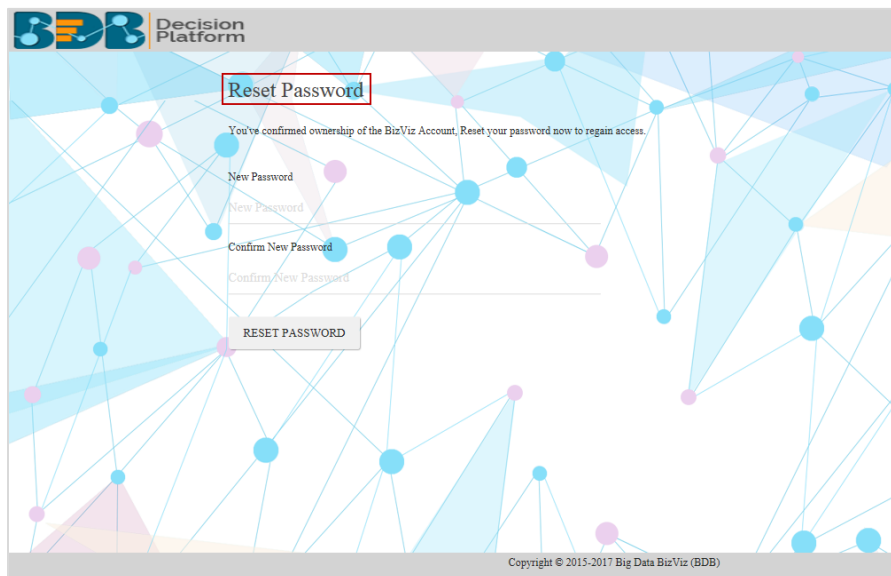 BDB Decision
Platform
Reset Password
You've confirmed ownership of the BizViz Account, Reset your password now to regain access.
New Password
New Password
Confirm New Password
Confirm New Password
RESET PASSWORD
Copyright © 2015-2017 Big Data BizViz (BDB)